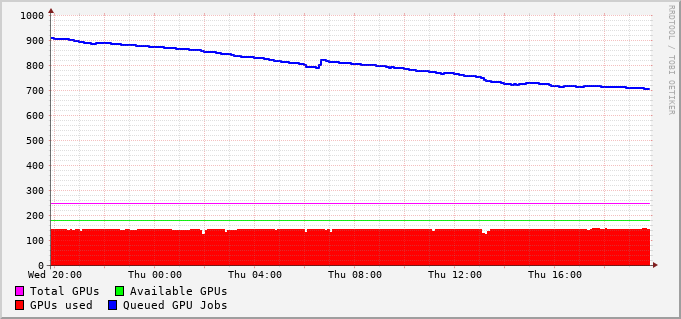 1000
900
800
700
600
500
400
300
200
100
0
Wed 20:00 Thu 00:00 Thu 04:00 Thu 08:00 Thu 12:00 Thu 16:00
Total GPUs Available GPUs
GPUs used Queued GPU Jobs
RRDTOOL / TOBI OETIKER